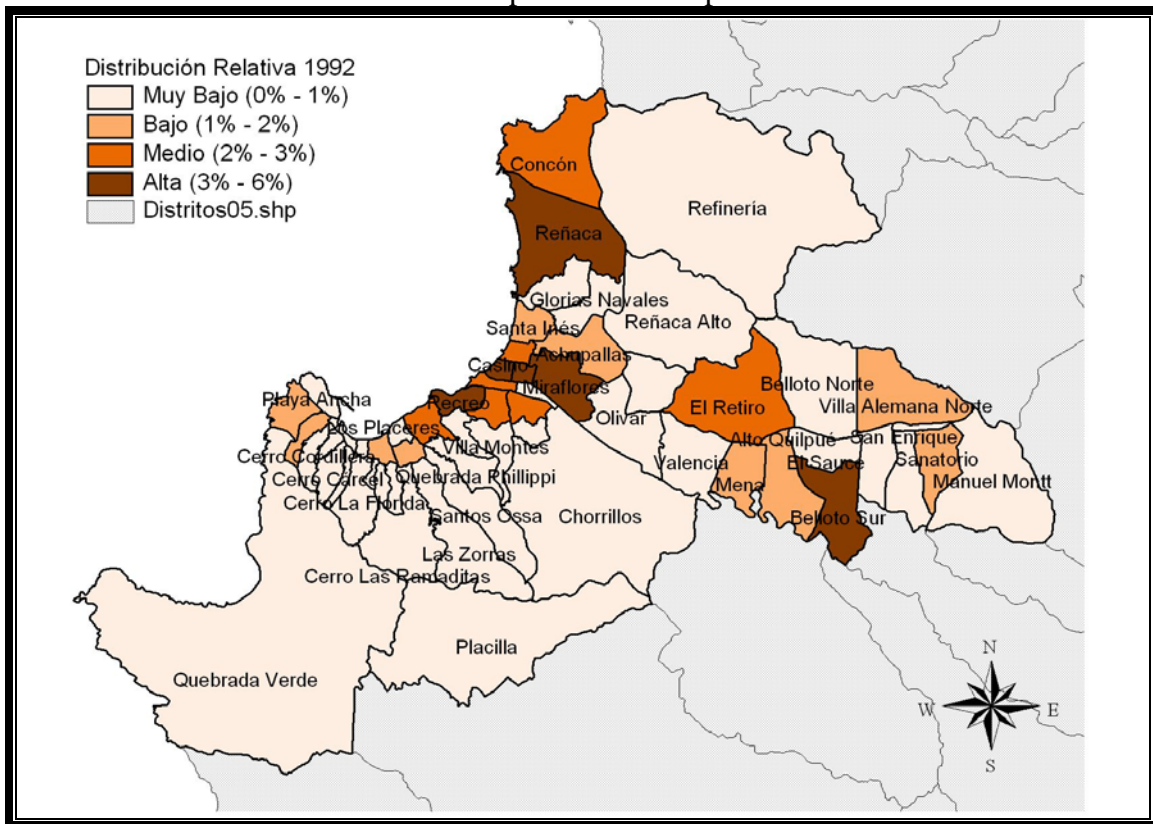 Distribución Relativa 1992
Muy Bajo (0% - 1%)
Bajo (1% - 2%)
Medio (2% - 3%)
Alta (3% - 6%)
Distritos05.shp
Concón
Refinería
Reñaca
Glorias Navales
Reñaca Alto
Santa Inés
Achupallas
Casino
Miraflores
Belloto Norte
Playa Ancha
Recreo
El Retiro
Villa Alemana Norte
Olivar
Los Placeres
Alto Quilpué
San Enrique
Villa Montes
Cerro Cordillera
Valencia
El Sauce
Sanatorio
Cerro Cárcel
Quebrada Phillippi
Mena
Manuel Montt
Cerro La Florida
Santos Ossa
Chorrillos
Belloto Sur
Las Zorras
Cerro Las Ramaditas
Placilla
Quebrada Verde
N
W
E
S